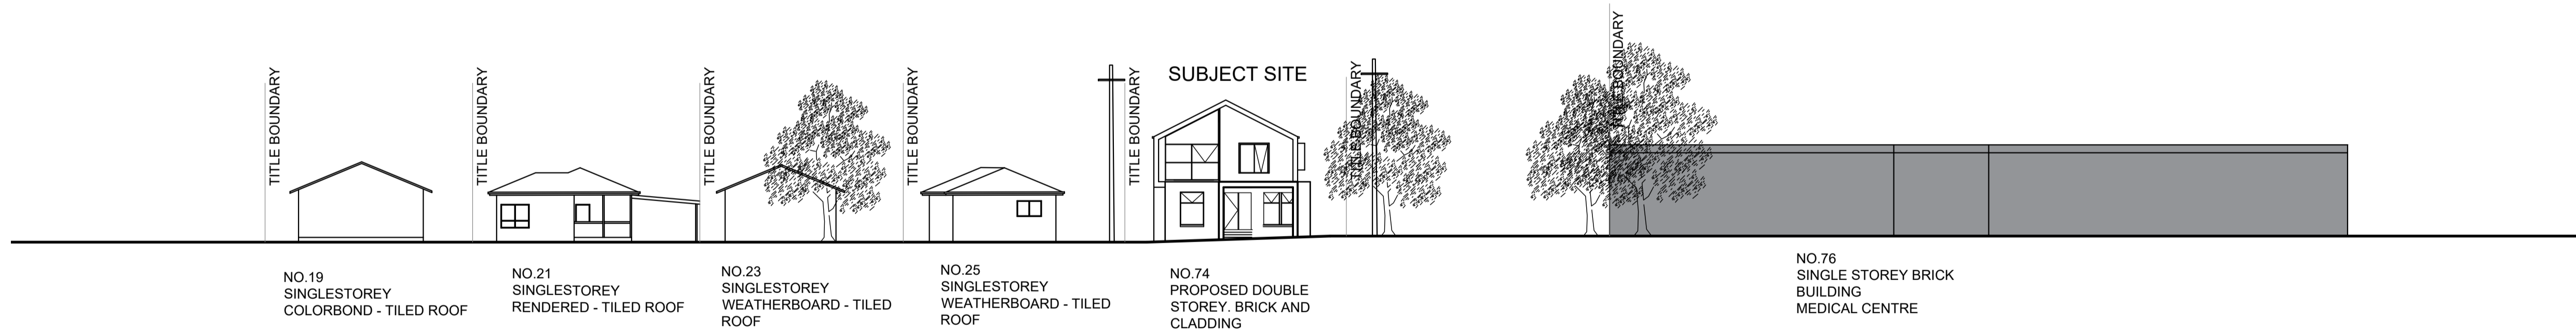 TITLE BOUNDARY
TITLE BOUNDARY
TITLE BOUNDARY
TITLE BOUNDARY
TITLE BOUNDARY
SUBJECT SITE
TITLE BOUNDARY
TITLE BOUNDARY
NO.19
SINGLESTOREY
COLORBOND - TILED ROOF
NO.21
SINGLESTOREY
RENDERED - TILED ROOF
NO.23
SINGLESTOREY
WEATHERBOARD - TILED
ROOF
NO.25
SINGLESTOREY
WEATHERBOARD - TILED
ROOF
NO.74
PROPOSED DOUBLE
STOREY. BRICK AND
CLADDING
NO.76
SINGLE STOREY BRICK
BUILDING
MEDICAL CENTRE